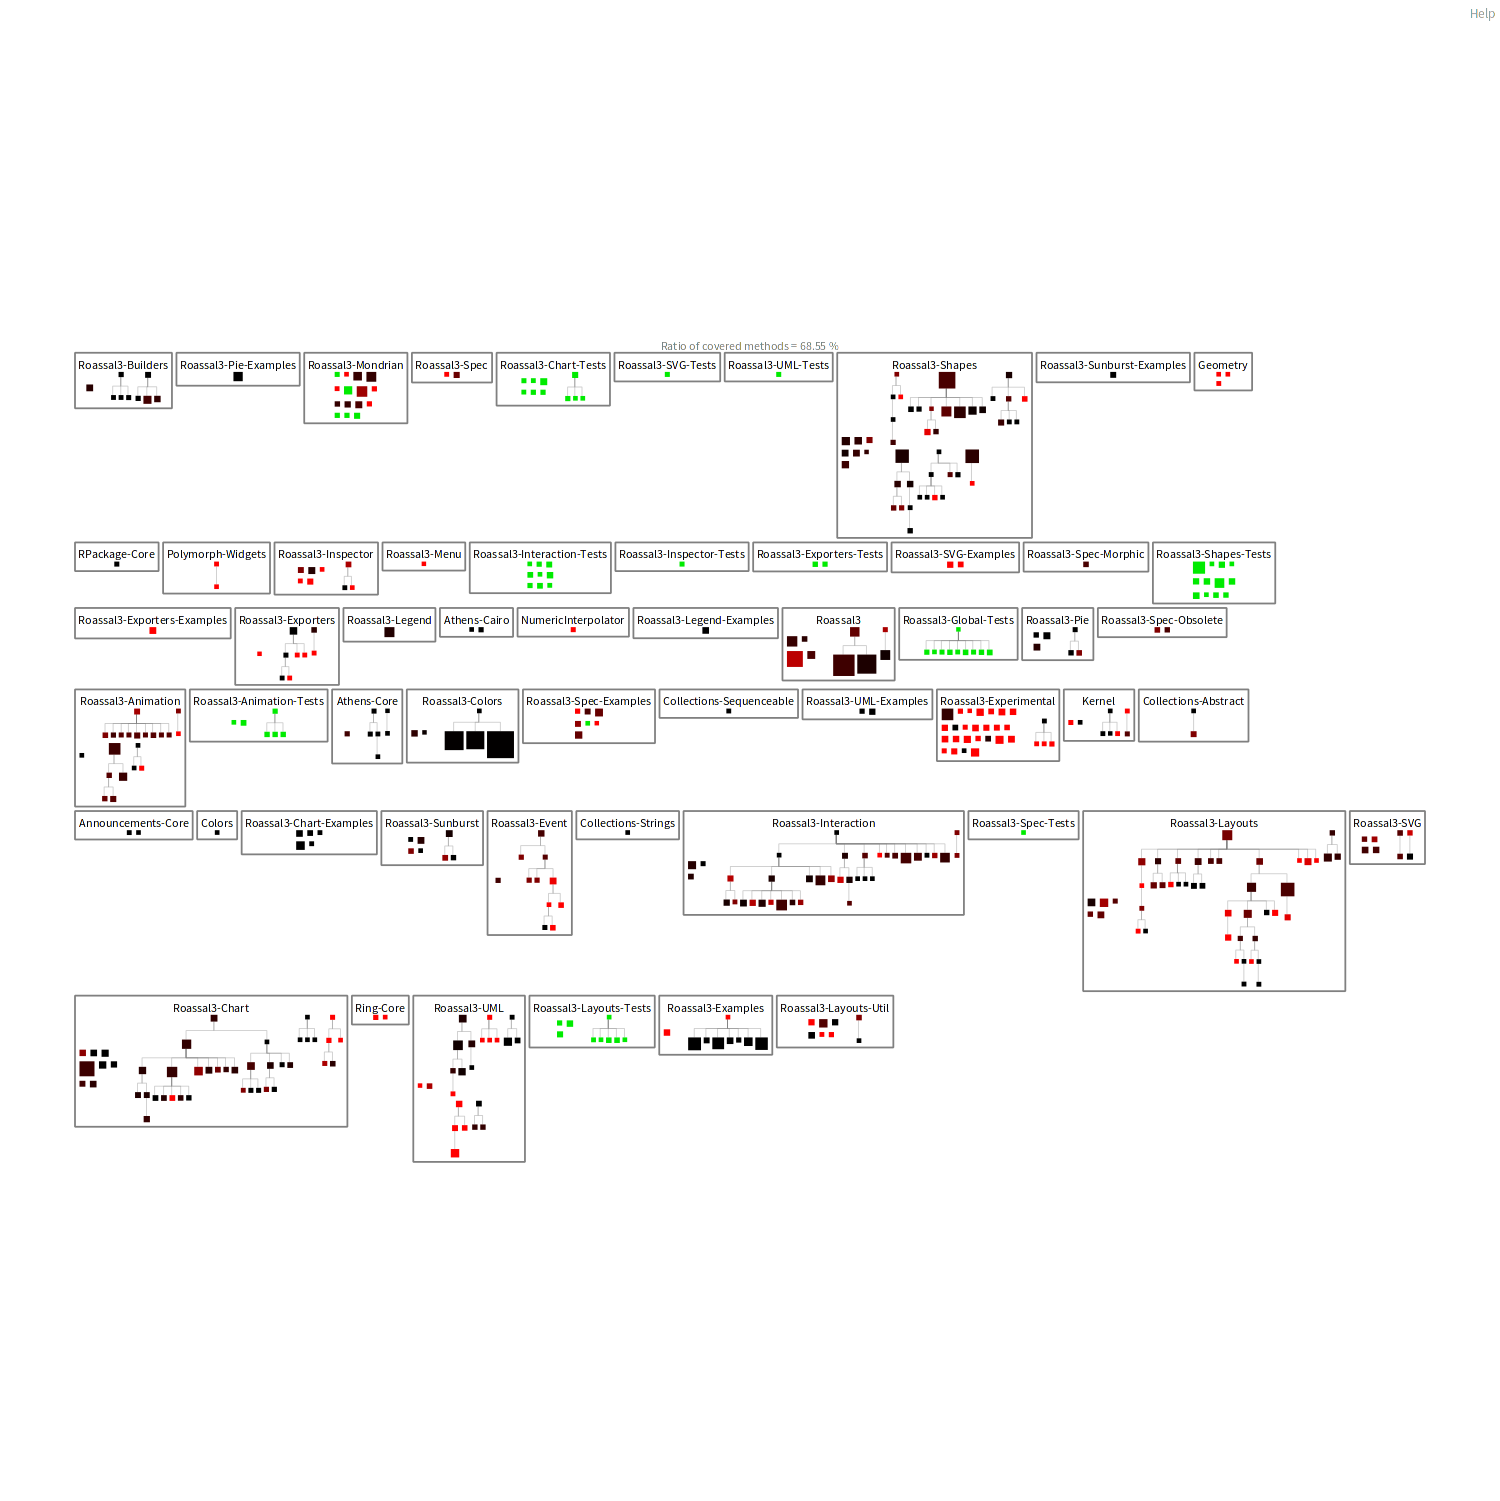 Help
Ratio of covered methods = 68.55 %
Roassal3-Builders
Roassal3-Pie-Examples
Roassal3-Mondrian
Roassal3-Spec
Roassal3-Chart-Tests
Roassal3-SVG-Tests
Roassal3-UML-Tests
Roassal3-Shapes
Roassal3-Sunburst-Examples
Geometry
RPackage-Core
Polymorph-Widgets
Roassal3-Inspector
Roassal3-Menu
Roassal3-Interaction-Tests
Roassal3-Inspector-Tests
Roassal3-Exporters-Tests
Roassal3-SVG-Examples
Roassal3-Spec-Morphic
Roassal3-Shapes-Tests
Roassal3-Exporters-Examples
Roassal3-Exporters
Roassal3-Legend
Athens-Cairo
NumericInterpolator
Roassal3-Legend-Examples
Roassal3
Roassal3-Global-Tests
Roassal3-Pie
Roassal3-Spec-Obsolete
Roassal3-Animation
Roassal3-Animation-Tests
Athens-Core
Roassal3-Colors
Roassal3-Spec-Examples
Collections-Sequenceable
Roassal3-UML-Examples
Roassal3-Experimental
Kernel
Collections-Abstract
Announcements-Core
Colors
Roassal3-Chart-Examples
Roassal3-Sunburst
Roassal3-Event
Collections-Strings
Roassal3-Interaction
Roassal3-Spec-Tests
Roassal3-Layouts
Roassal3-SVG
Roassal3-Chart
Ring-Core
Roassal3-UML
Roassal3-Layouts-Tests
Roassal3-Examples
Roassal3-Layouts-Util